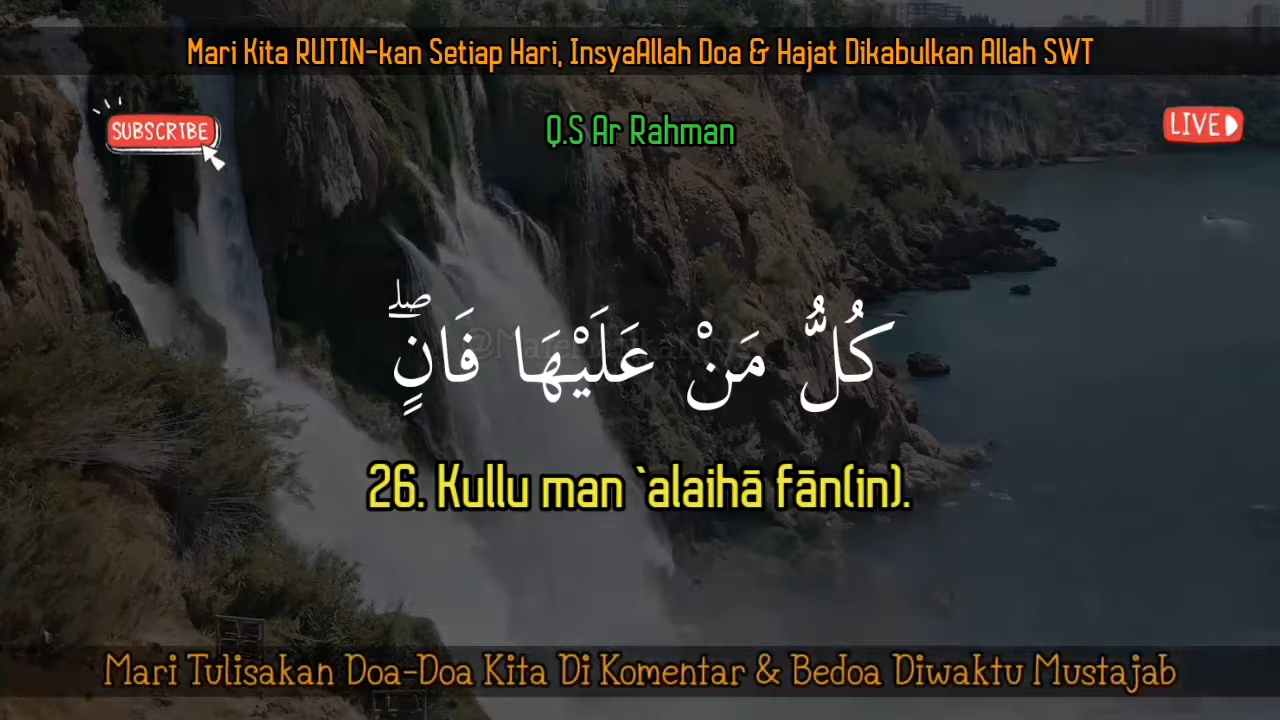 Mari Kita RUTIN-kan Setiap Hari, InsyaAllah Doa & Hajat Dikabulkan Allah SWT
SUBSCRIBE
Q.S Ar Rahman
LIVE
كُلُّ مَنْ عَلَيْهَا فَانٍۖ
26. Kullu man `alaihā fān(in).
Mari Tulisakan Doa-Doa Kita Di Komentar & Bedoa Diwaktu Mustajab